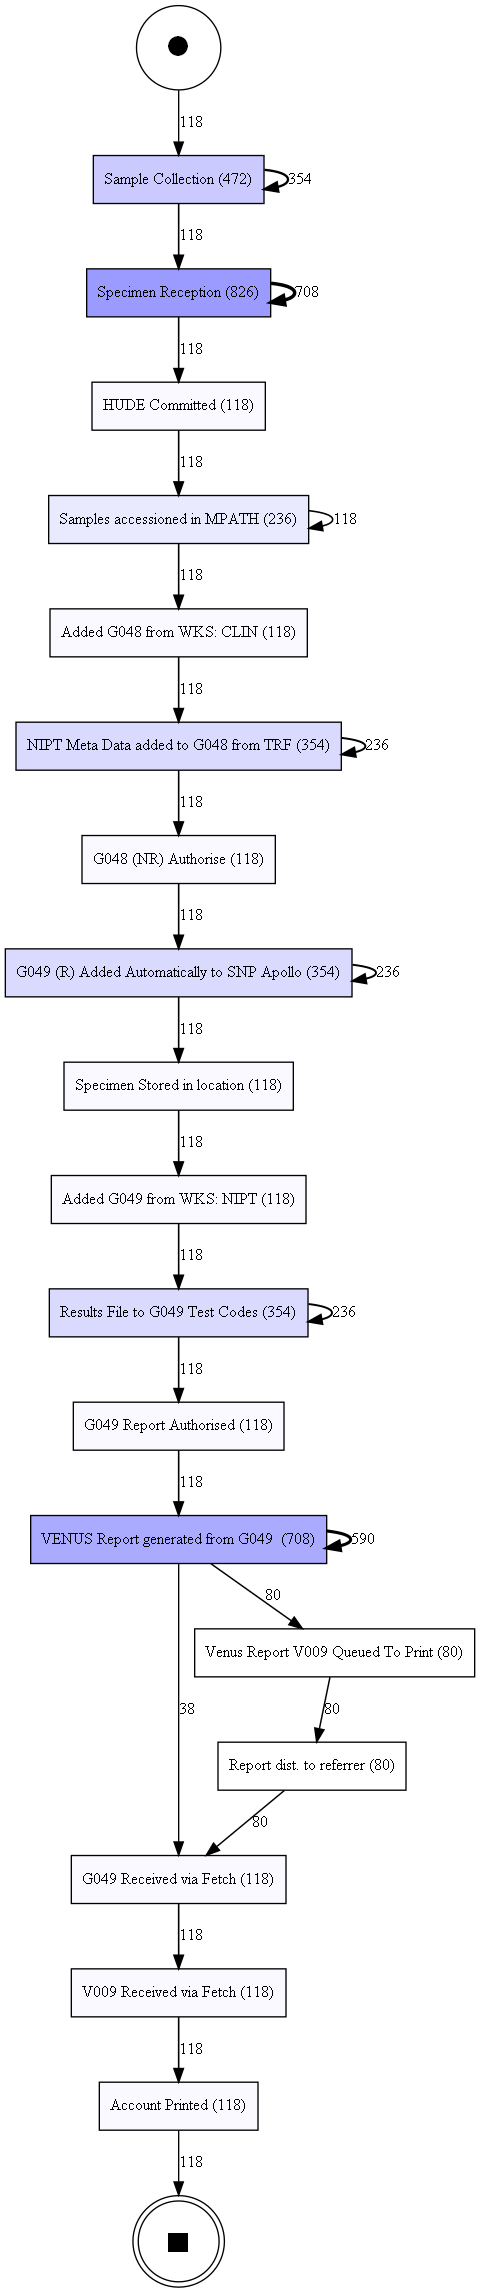 118
Sample Collection (472)
354
118
Specimen Reception (826)
708
118
HUDE Committed (118)
118
Samples accessioned in MPATH (236)
118
118
Added G048 from WKS: CLIN (118)
118
NIPT Meta Data added to G048 from TRF (354)
236
118
G048 (NR) Authorise (118)
118
G049 (R) Added Automatically to SNP Apollo (354)
236
118
Specimen Stored in location (118)
118
Added G049 from WKS: NIPT (118)
118
Results File to G049 Test Codes (354)
236
118
G049 Report Authorised (118)
118
VENUS Report generated from G049  (708)
590
80
Venus Report V009 Queued To Print (80)
38
80
Report dist. to referrer (80)
80
G049 Received via Fetch (118)
118
V009 Received via Fetch (118)
118
Account Printed (118)
118